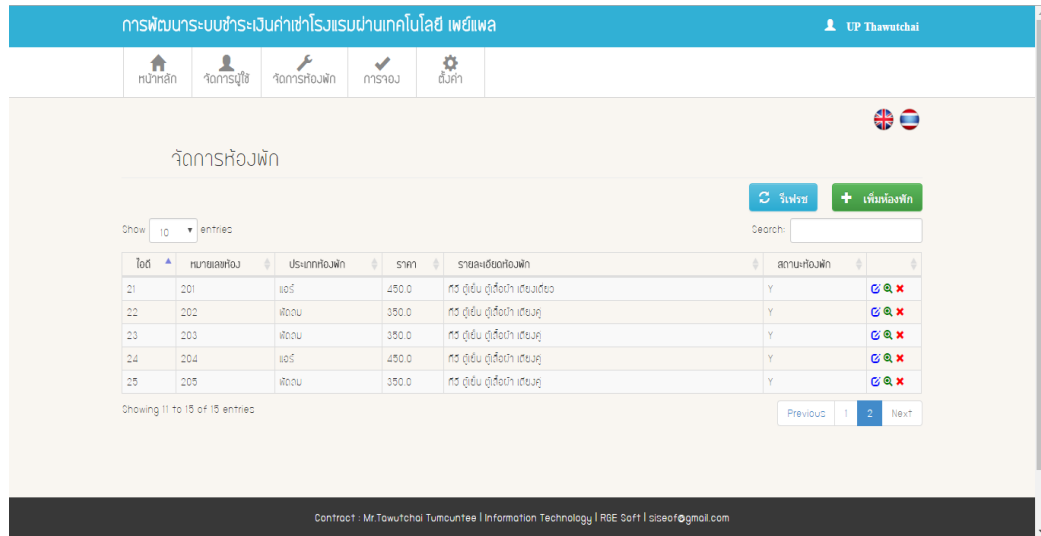 การพัฒนาระบบชำระเงินค่าเช่าโรงแรมผ่านเทคโนโลยี เพย์แพล
UP Thawutchai
หน้าหลัก จัดการผู้ใช้ จัดการห้องพัก การจอง ตั้งค่า
จัดการห้องพัก
รีเฟรช เพิ่มห้องพัก
Show 10 entries Search:
ไอดี หมายเลขห้อง ประเภทห้องพัก ราคา รายละเอียดห้องพัก สถานะห้องพัก
21 201 แอร์ 450.0 ทีวี ตู้เย็น ตู้เสื้อผ้า เตียงเดียว Y
22 202 พัดลม 350.0 ทีวี ตู้เย็น ตู้เสื้อผ้า เตียงคู่ Y
23 203 พัดลม 350.0 ทีวี ตู้เย็น ตู้เสื้อผ้า เตียงคู่ Y
24 204 แอร์ 450.0 ทีวี ตู้เย็น ตู้เสื้อผ้า เตียงคู่ Y
25 205 พัดลม 350.0 ทีวี ตู้เย็น ตู้เสื้อผ้า เตียงคู่ Y
Showing 11 to 15 of 15 entries Previous 1 2 Next
Contract : Mr.Tawutchai Tumcuntee | Information Technology | RGE Soft | siseof@gmail.com